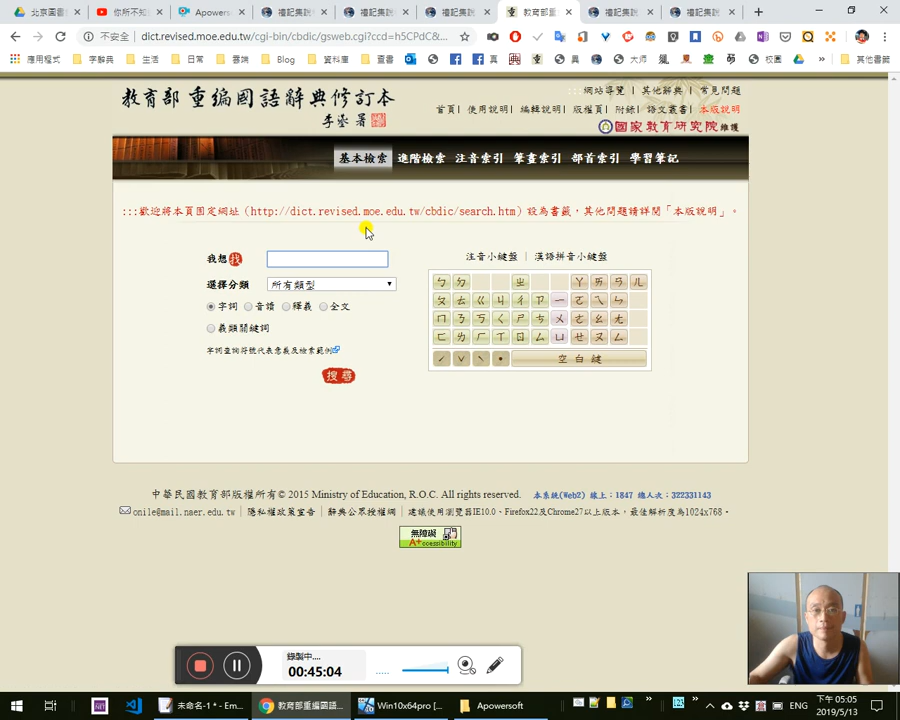 北京圖書
你所不知
Apowers
禮記集說
禮記集說
禮記集說
教育部重
禮記集說
禮記集說
不安全
dict.revised.moe.edu.tw/cgi-bin/cbdic/gsweb.cgi?ccd=h5CPdC&...
應用程式
字辭典
生活
日常
雲端
Blog
資料庫
查書
真
異
大师
校園
其他書籤
教育部 重編國語辭典修訂本
李鍌署
:::網站導覽 | 其他辭典 | 常見問題
首頁| 使用說明| 編輯說明| 版權頁| 附錄| 語文叢書| 本版說明
國家教育研究院 維護
基本檢索 進階檢索 注音索引 筆畫索引 部首索引 學習筆記
:::歡迎將本頁固定網址(http://dict.revised.moe.edu.tw/cbdic/search.htm)設為書籤,其他問題請詳閱「本版說明」。
我想找
注音小鍵盤 | 漢語拼音小鍵盤
選擇分類
所有類型
字詞 音讀 釋義 全文
義類關鍵詞
字詞查詢符號代表意義及檢索範例
搜尋
ㄅ ㄉ ㄓ ㄚ ㄞ ㄢ ㄦ
ㄆ ㄊ ㄍ ㄐ ㄔ ㄗ ㄧ ㄛ ㄟ ㄣ
ㄇ ㄋ ㄎ ㄑ ㄕ ㄘ ㄨ ㄜ ㄠ ㄤ
ㄈ ㄌ ㄏ ㄒ ㄖ ㄙ ㄩ ㄝ ㄡ ㄥ
ˊ ˇ ˋ ˙ 空白鍵
中華民國教育部版權所有© 2015 Ministry of Education, R.O.C. All rights reserved. 本系統(Web2) 線上:1847 總人次:322331143
onile@mail.naer.edu.tw | 隱私權政策宣告 | 辭典公眾授權網 | 建議使用瀏覽器IE10.0、Firefox22及Chrome27以上版本,最佳解析度為1024x768。
無障礙
A+ accessibility
錄製中....
00:45:04
未命名-1 * - Em...
教育部重編國語...
Win10x64pro [...
Apowersoft
ENG
下午 05:05
2019/5/13